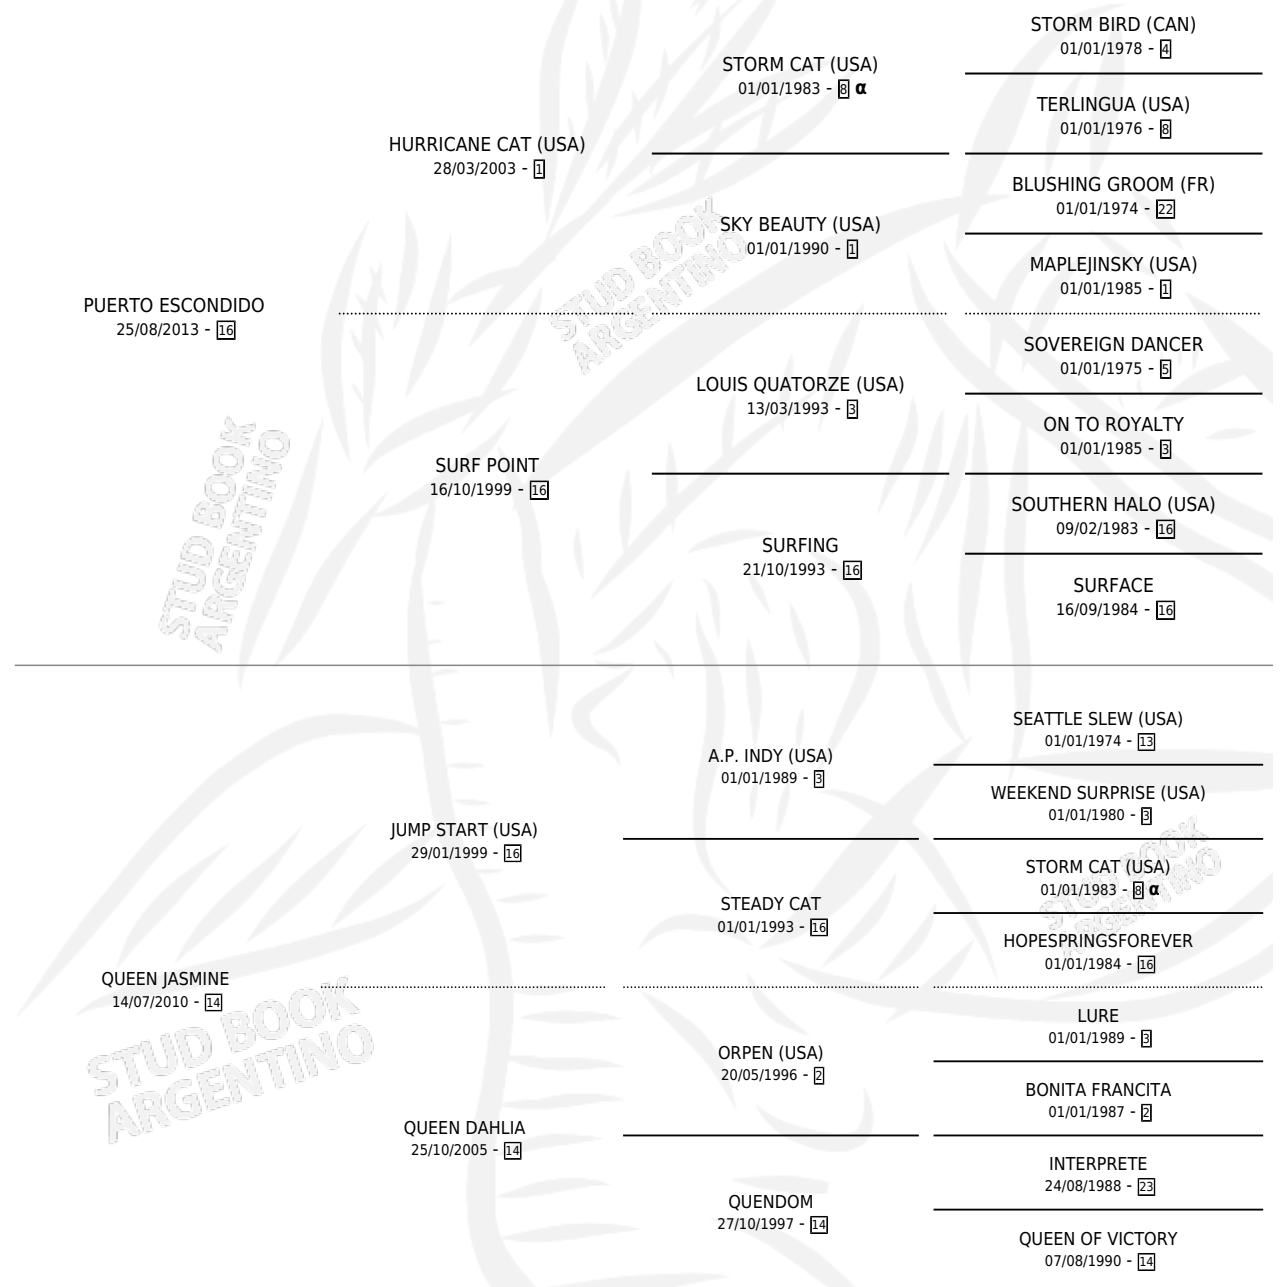 STORM BIRD (CAN)
01/01/1978 - 4
STORM CAT (USA)
01/01/1983 - 8 α
TERLINGUA (USA)
01/01/1976 - 8
HURRICANE CAT (USA)
28/03/2003 - 1
BLUSHING GROOM (FR)
01/01/1974 - 22
SKY BEAUTY (USA)
01/01/1990 - 1
MAPLEJINSKY (USA)
01/01/1985 - 1
PUERTO ESCONDIDO
25/08/2013 - 16
SOVEREIGN DANCER
01/01/1975 - 5
LOUIS QUATORZE (USA)
13/03/1993 - 3
ON TO ROYALTY
01/01/1985 - 3
SURF POINT
16/10/1999 - 16
SOUTHERN HALO (USA)
09/02/1983 - 16
SURFING
21/10/1993 - 16
SURFACE
16/09/1984 - 16
STUD BOOK
ARGENTINO
STUD BOOK
ARGENTINO
SEATTLE SLEW (USA)
01/01/1974 - 13
A.P. INDY (USA)
01/01/1989 - 3
WEEKEND SURPRISE (USA)
01/01/1980 - 3
JUMP START (USA)
29/01/1999 - 16
STORM CAT (USA)
01/01/1983 - 8 α
STEADY CAT
01/01/1993 - 16
HOPESPRINGSFOREVER
01/01/1984 - 16
QUEEN JASMINE
14/07/2010 - 14
LURE
01/01/1989 - 3
ORPEN (USA)
20/05/1996 - 2
BONITA FRANCITA
01/01/1987 - 2
QUEEN DAHLIA
25/10/2005 - 14
INTERPRETE
24/08/1988 - 23
QUENDOM
27/10/1997 - 14
QUEEN OF VICTORY
07/08/1990 - 14
STUD BOOK
ARGENTINO
STUD BOOK
ARGENTINO